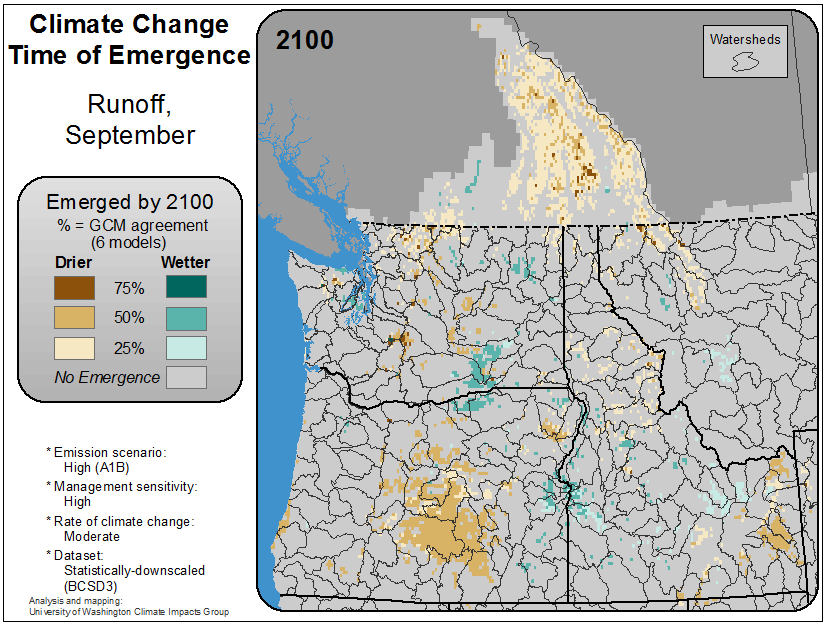 Climate Change
Time of Emergence
Runoff,
September
Emerged by 2100
% = GCM agreement
(6 models)
Drier Wetter
75%
50%
25%
No Emergence
* Emission scenario:
High (A1B)
* Management sensitivity:
High
* Rate of climate change:
Moderate
* Dataset:
Statistically-downscaled
(BCSD3)
Analysis and mapping:
University of Washington Climate Impacts Group
2100
Watersheds